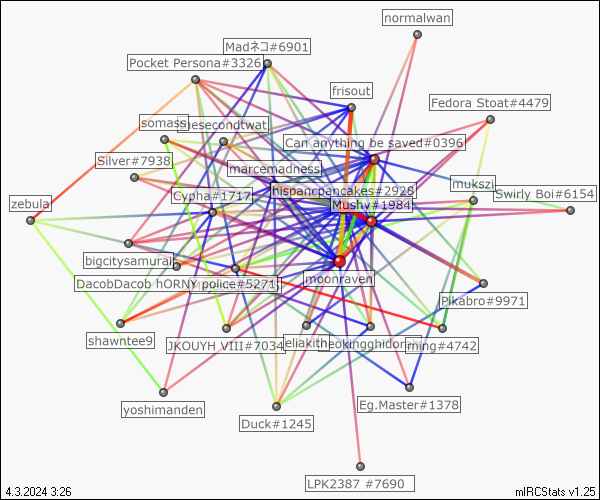 normalwan
Madネコ#6901
Pocket Persona#3326
frisout
Fedora Stoat#4479
somass
thesecondtwat
Can anything be saved#0396
Silver#7938
marcemadness
hispancpancakes#2928
mukszi
Swirly Boi#6154
Cypha#1717
Mushy#1984
zebula
bigcitysamurai
DacobDacob hORNY police#5271
moonraven
Pikabro#9971
shawntee9
JKOUYH VIII#7034
eliakith
neokingghidorah
ming#4742
yoshimanden
Eg.Master#1378
Duck#1245
LPK2387 #7690
4.3.2024 3:26
mIRCStats v1.25